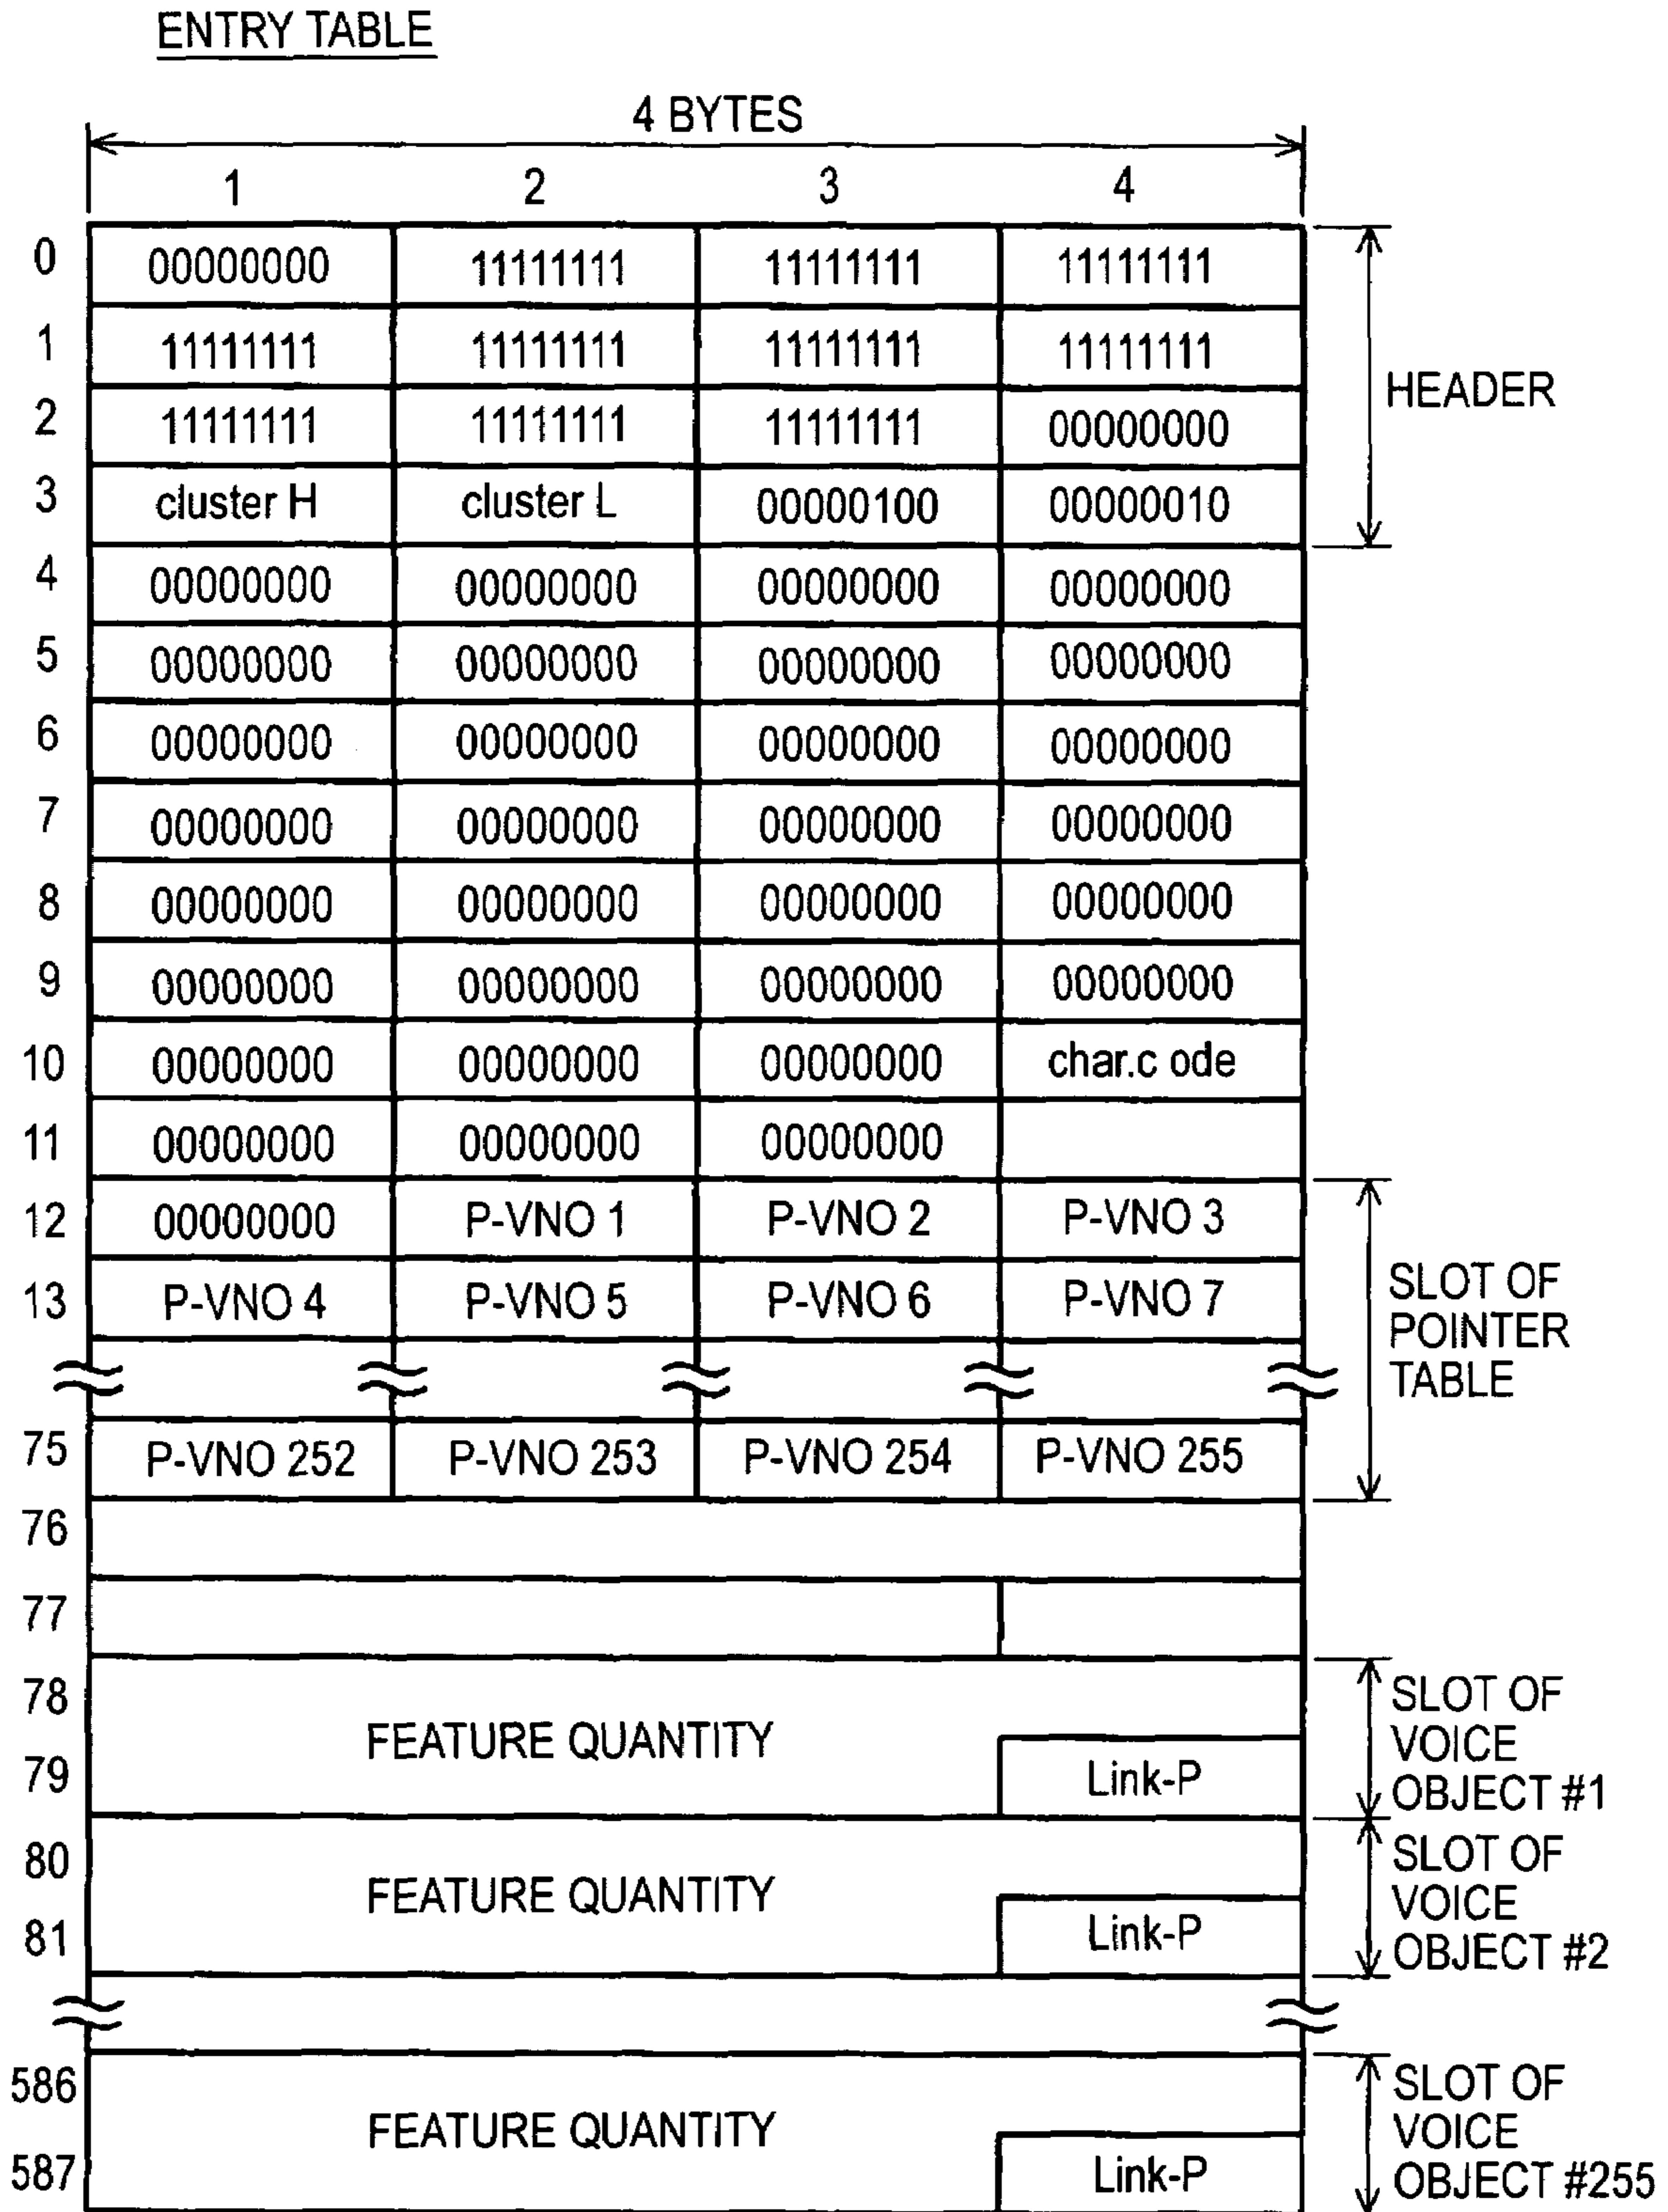 ENTRY TABLE
4 BYTES
1 2 3 4
0 00000000 11111111 11111111 11111111
1 11111111 11111111 11111111 11111111
2 11111111 11111111 11111111 00000000
HEADER
3 cluster H cluster L 00000100 00000010
4 00000000 00000000 00000000 00000000
5 00000000 00000000 00000000 00000000
6 00000000 00000000 00000000 00000000
7 00000000 00000000 00000000 00000000
8 00000000 00000000 00000000 00000000
9 00000000 00000000 00000000 00000000
10 00000000 00000000 00000000 char.c ode
11 00000000 00000000 00000000
12 00000000 P-VNO 1 P-VNO 2 P-VNO 3
13 P-VNO 4 P-VNO 5 P-VNO 6 P-VNO 7
SLOT OF
POINTER
TABLE
75 P-VNO 252 P-VNO 253 P-VNO 254 P-VNO 255
76
77
78
79
FEATURE QUANTITY
Link-P
SLOT OF
VOICE
OBJECT #1
80
81
FEATURE QUANTITY
Link-P
SLOT OF
VOICE
OBJECT #2
586
587
FEATURE QUANTITY
Link-P
SLOT OF
VOICE
OBJECT #255